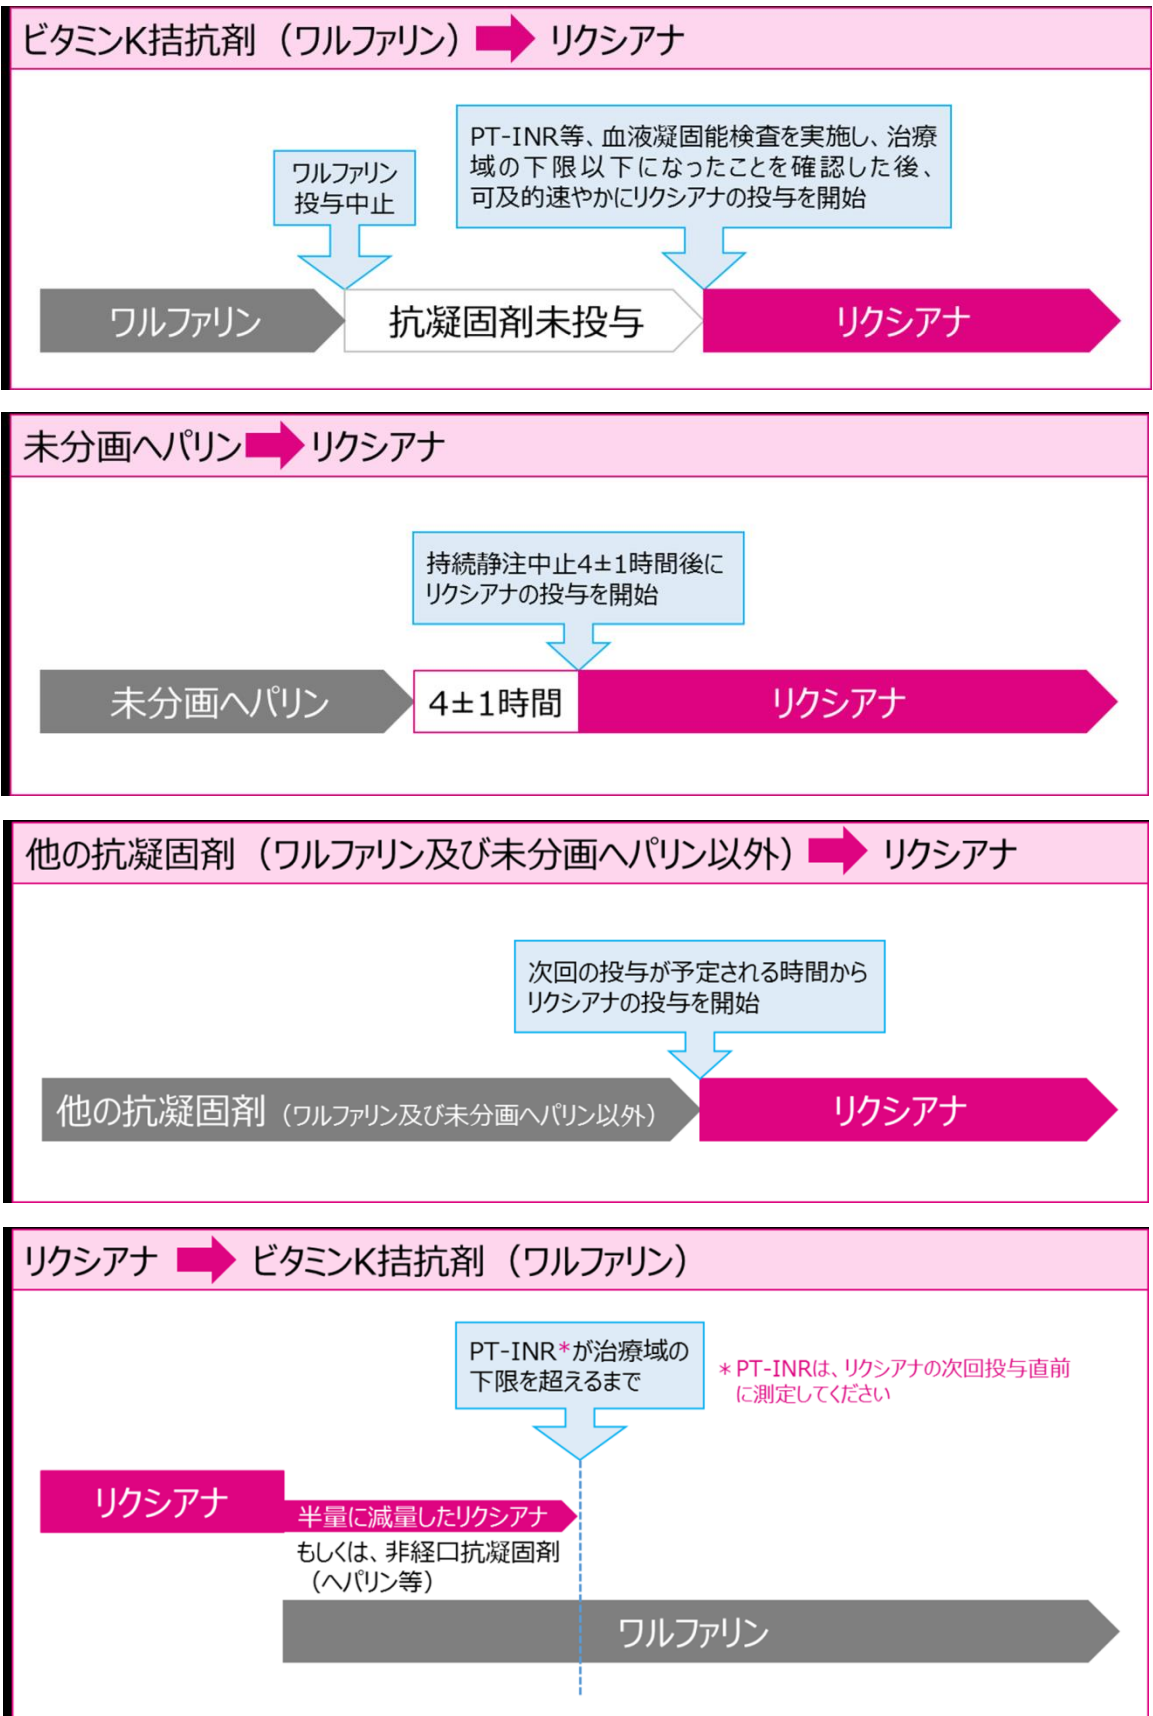 ビタミンK拮抗剤（ワルファリン） リクシアナ
ワルファリン
投与中止
PT-INR等、血液凝固能検査を実施し、治療
域の下限以下になったことを確認した後、
可及的速やかにリクシアナの投与を開始
ワルファリン
抗凝固剤未投与
リクシアナ
未分画ヘパリン リクシアナ
持続静注中止4±1時間後に
リクシアナの投与を開始
未分画ヘパリン
4±1時間
リクシアナ
他の抗凝固剤（ワルファリン及び未分画ヘパリン以外） リクシアナ
次回の投与が予定される時間から
リクシアナの投与を開始
他の抗凝固剤（ワルファリン及び未分画ヘパリン以外）
リクシアナ
リクシアナ ビタミンK拮抗剤（ワルファリン）
PT-INR*が治療域の
下限を超えるまで
＊PT-INRは、リクシアナの次回投与直前
に測定してください
リクシアナ
半量に減量したリクシアナ
もしくは、非経口抗凝固剤
（ヘパリン等）
ワルファリン